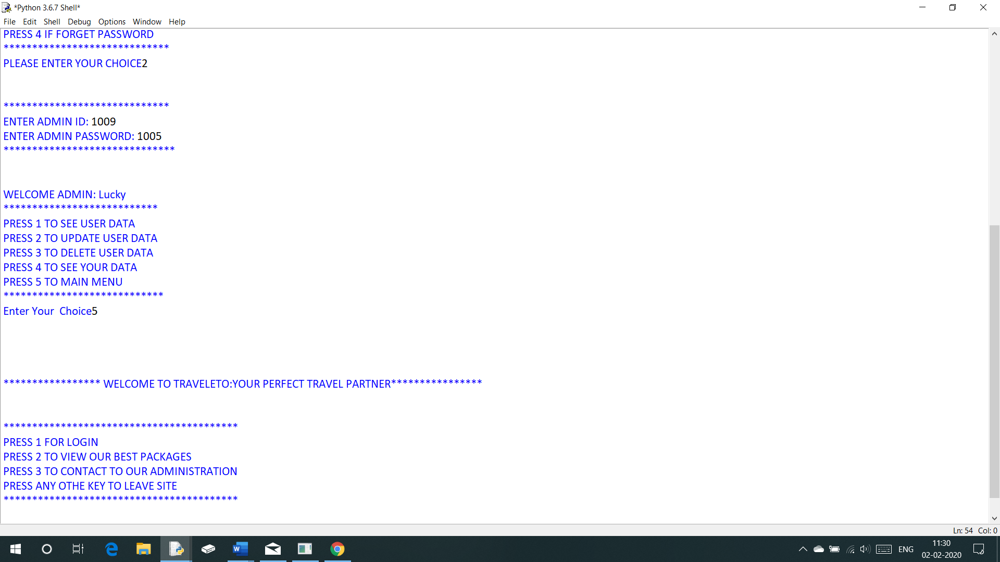 *Python 3.6.7 Shell*
File Edit Shell Debug Options Window Help
PRESS 4 IF FORGET PASSWORD
*****************************
PLEASE ENTER YOUR CHOICE2
*****************************
ENTER ADMIN ID: 1009
ENTER ADMIN PASSWORD: 1005
******************************
WELCOME ADMIN: Lucky
***************************
PRESS 1 TO SEE USER DATA
PRESS 2 TO UPDATE USER DATA
PRESS 3 TO DELETE USER DATA
PRESS 4 TO SEE YOUR DATA
PRESS 5 TO MAIN MENU
****************************
Enter Your  Choice5
***************** WELCOME TO TRAVELETO:YOUR PERFECT TRAVEL PARTNER****************
*****************************************
PRESS 1 FOR LOGIN
PRESS 2 TO VIEW OUR BEST PACKAGES
PRESS 3 TO CONTACT TO OUR ADMINISTRATION
PRESS ANY OTHE KEY TO LEAVE SITE
*****************************************
Ln: 54 Col: 0
ENG
11:30
02-02-2020